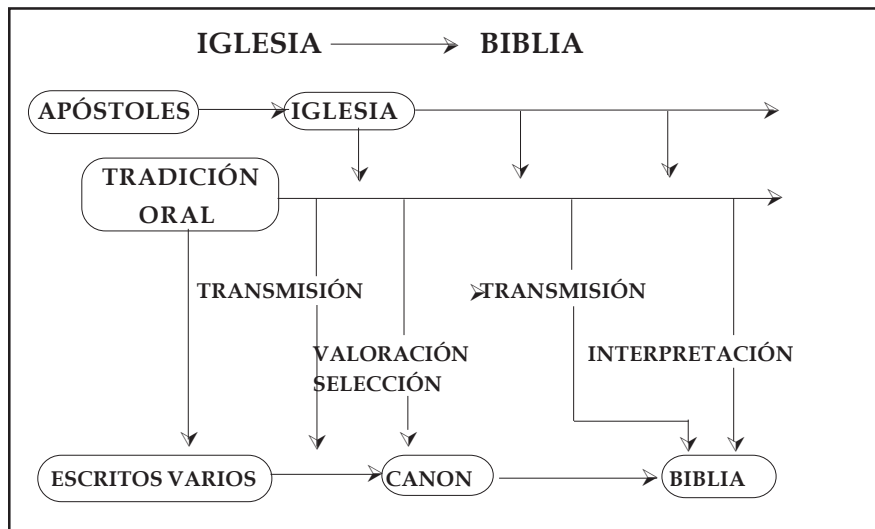 IGLESIA BIBLIA
APÓSTOLES IGLESIA
TRADICIÓN
ORAL
TRANSMISIÓN TRANSMISIÓN
VALORACIÓN INTERPRETACIÓN
SELECCIÓN
ESCRITOS VARIOS CANON BIBLIA